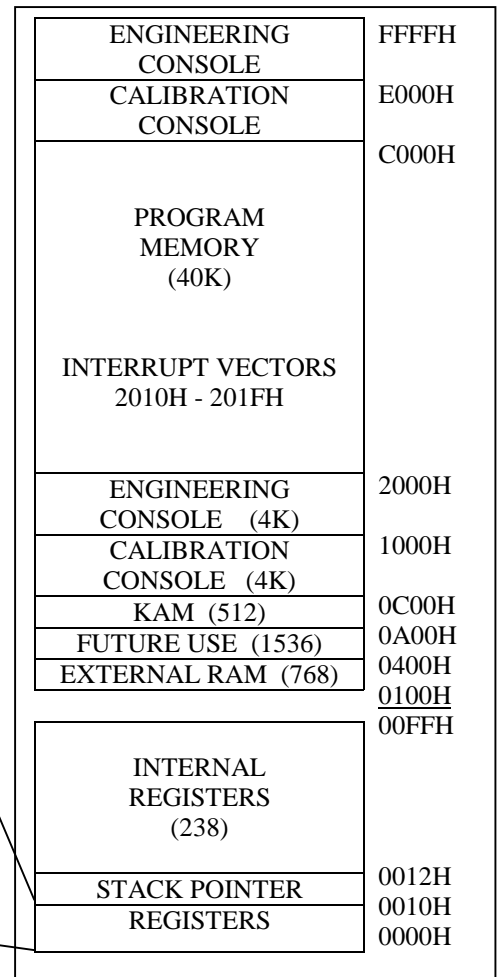 ENGINEERING FFFFH
CONSOLE
CALIBRATION E000H
CONSOLE
C000H
PROGRAM
MEMORY
(40K)
INTERRUPT VECTORS
2010H - 201FH
ENGINEERING 2000H
CONSOLE (4K)
CALIBRATION 1000H
CONSOLE (4K)
KAM (512) 0C00H
FUTURE USE (1536) 0A00H
EXTERNAL RAM (768) 0400H
0100H
00FFH
INTERNAL
REGISTERS
(238)
STACK POINTER 0012H
REGISTERS 0010H
0000H